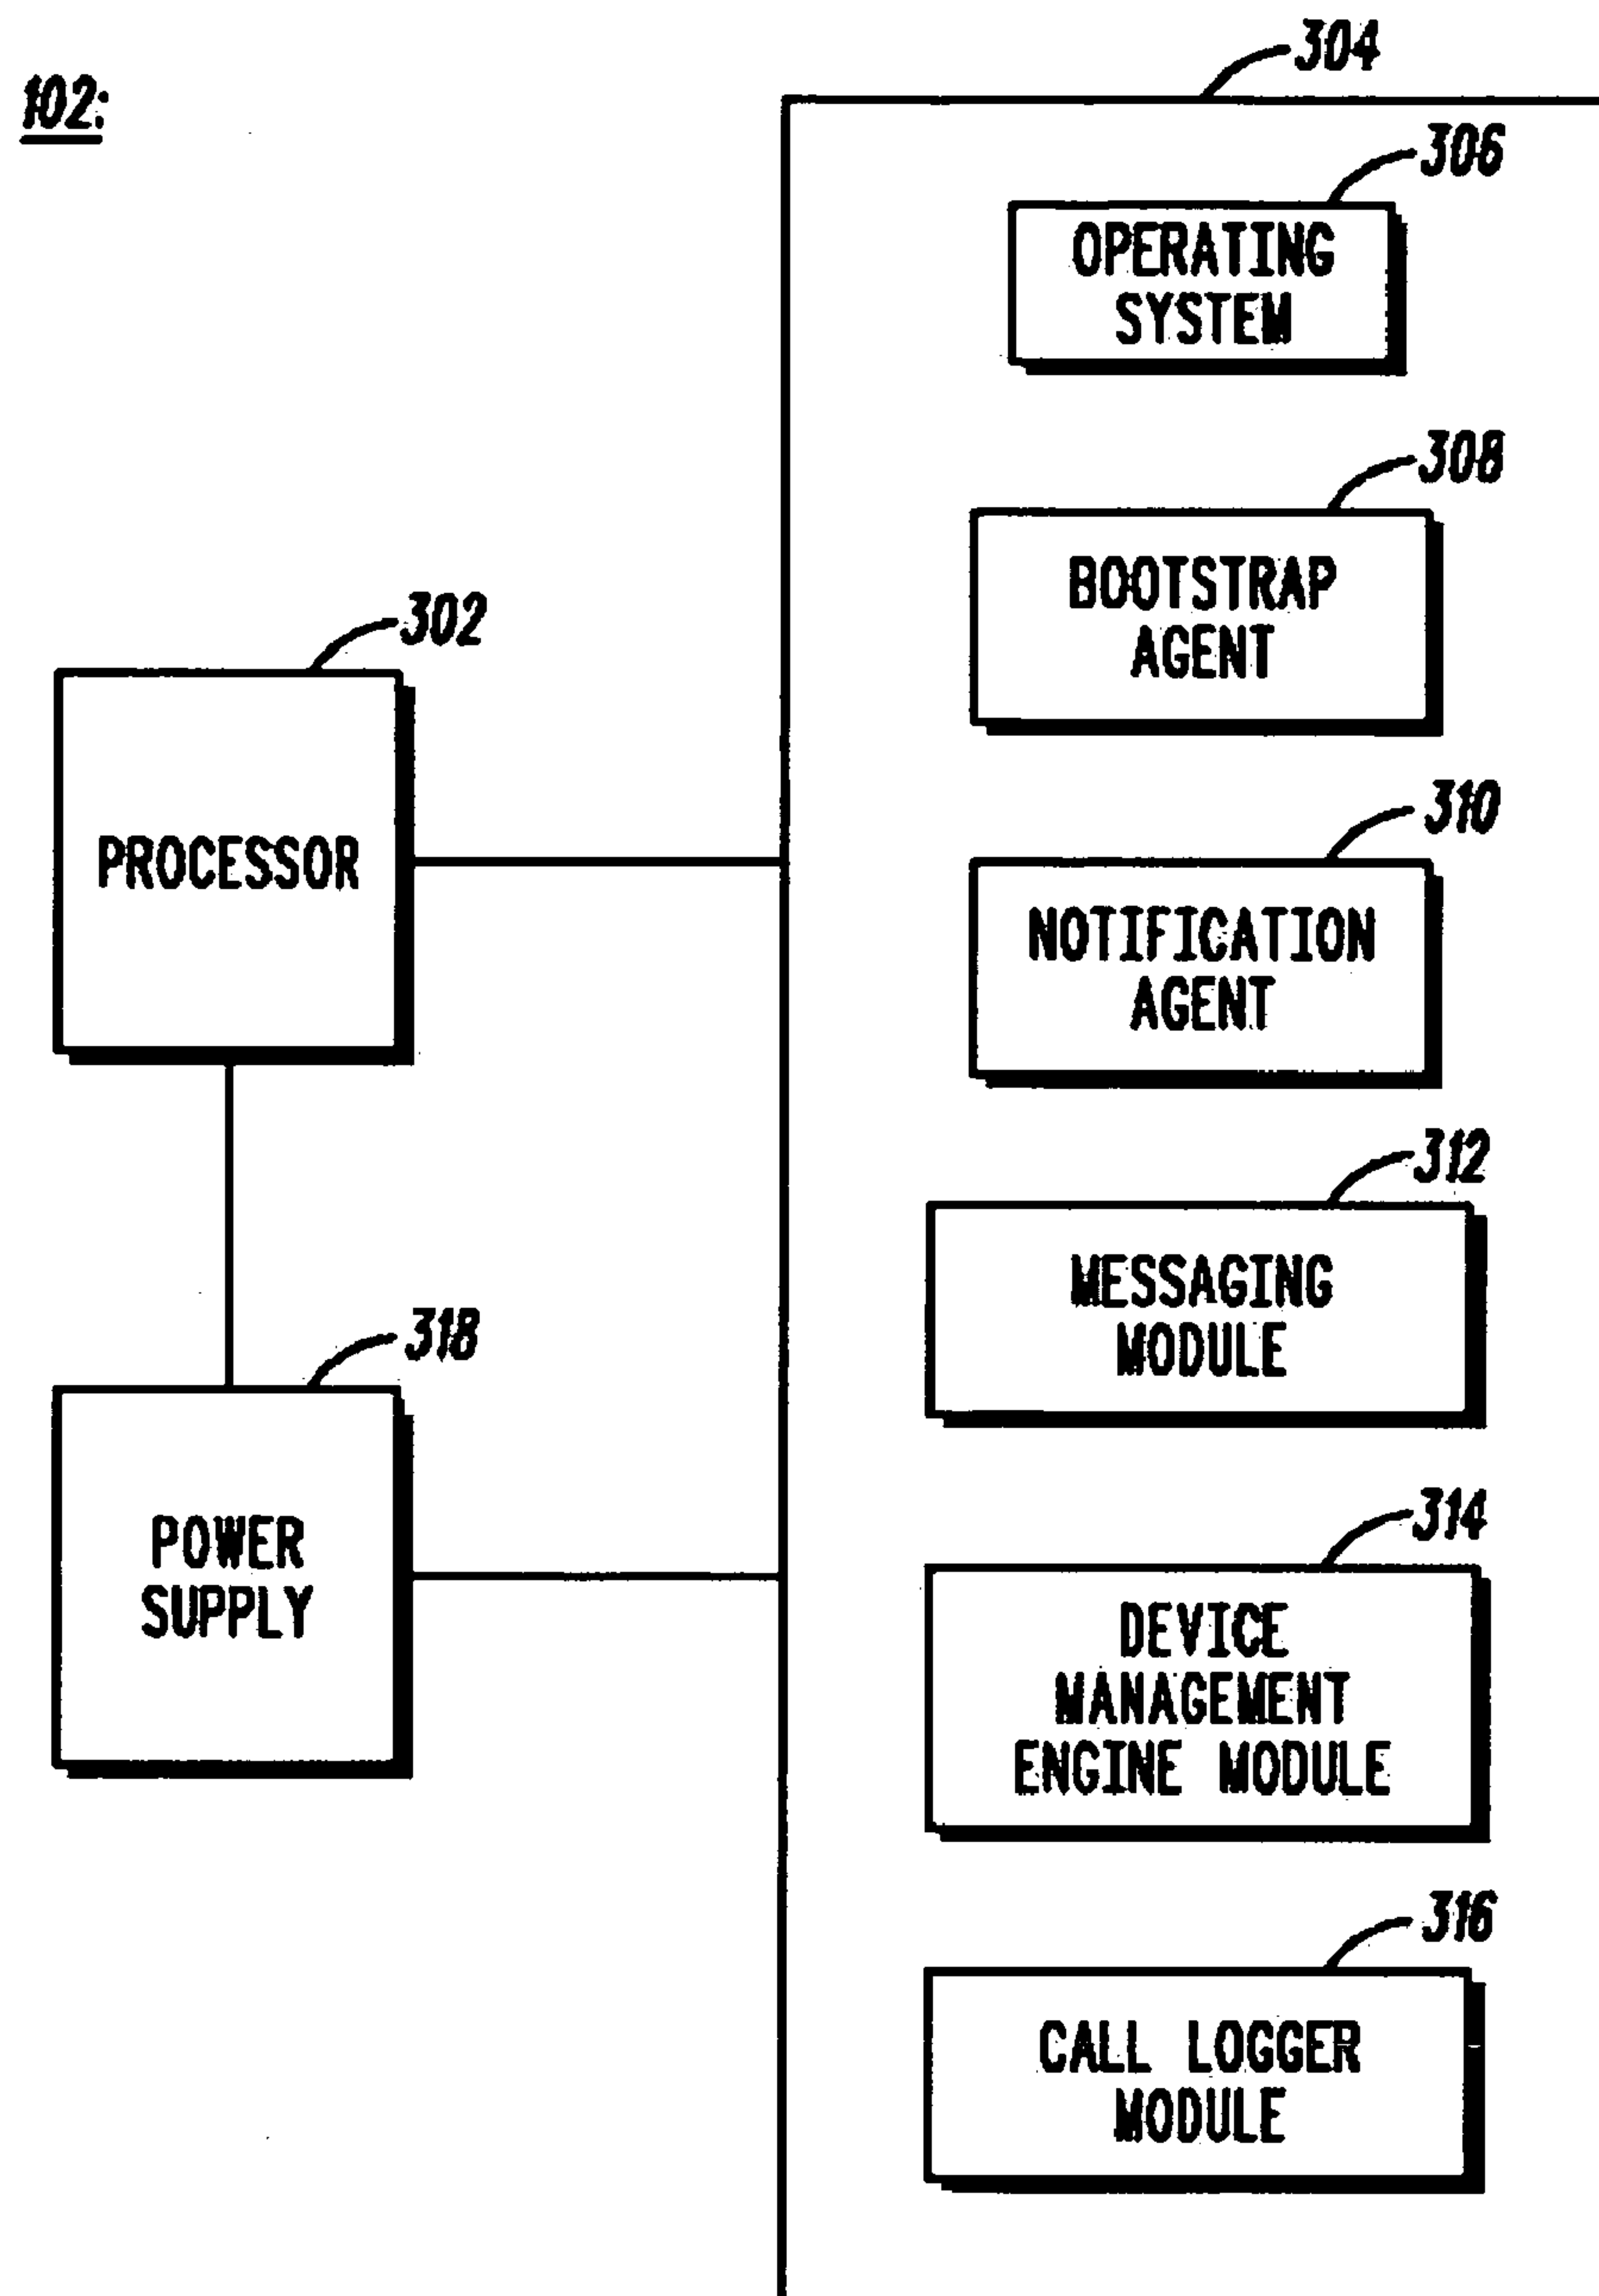 102:
304
306
OPERATING
SYSTEM
308
BOOTSTRAP
AGENT
302
PROCESSOR
310
NOTIFICATION
AGENT
312
MESSAGING
MODULE
318
POWER
SUPPLY
314
DEVICE
MANAGEMENT
ENGINE MODULE
316
CALL LOGGER
MODULE